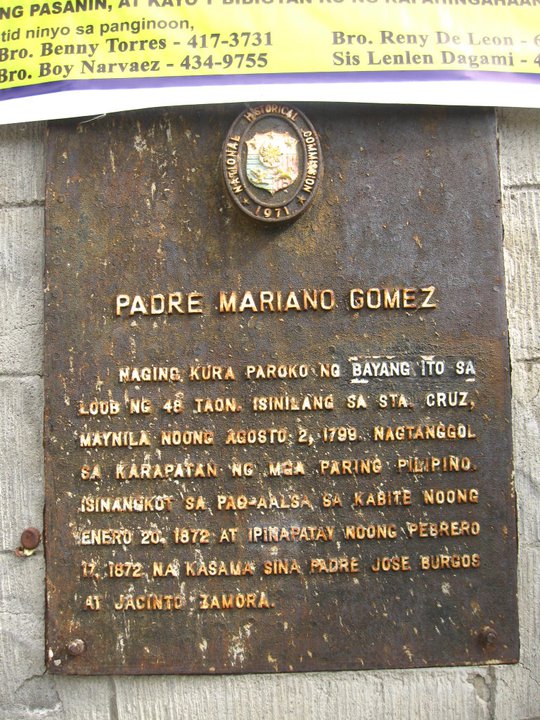 NG PASANIN, AT KAYO'Y BIBIGYAN KO NG KAPAHINGAHAAN
tid ninyo sa panginoon,
Bro. Benny Torres - 417-3731
Bro. Reny De Leon -
Bro. Boy Narvaez - 434-9755
Sis Lenlen Dagami - 4
NATIONAL HISTORICAL COMMISSION
1971
PADRE MARIANO GOMEZ
NAGING KURA PAROKO NG BAYANG ITO SA
LOOB NG 48 TAON. ISINILANG SA STA. CRUZ,
MAYNILA NOONG AGOSTO 2, 1799. NAGTANGGOL
SA KARAPATAN NG MGA PARING PILIPINO.
ISINANGKOT SA PAG-AALSA SA KABITE NOONG
ENERO 20, 1872 AT IPINAPATAY NOONG PEBRERO
17, 1872 NA KASAMA SINA PADRE JOSE BURGOS
AT JACINTO ZAMORA.